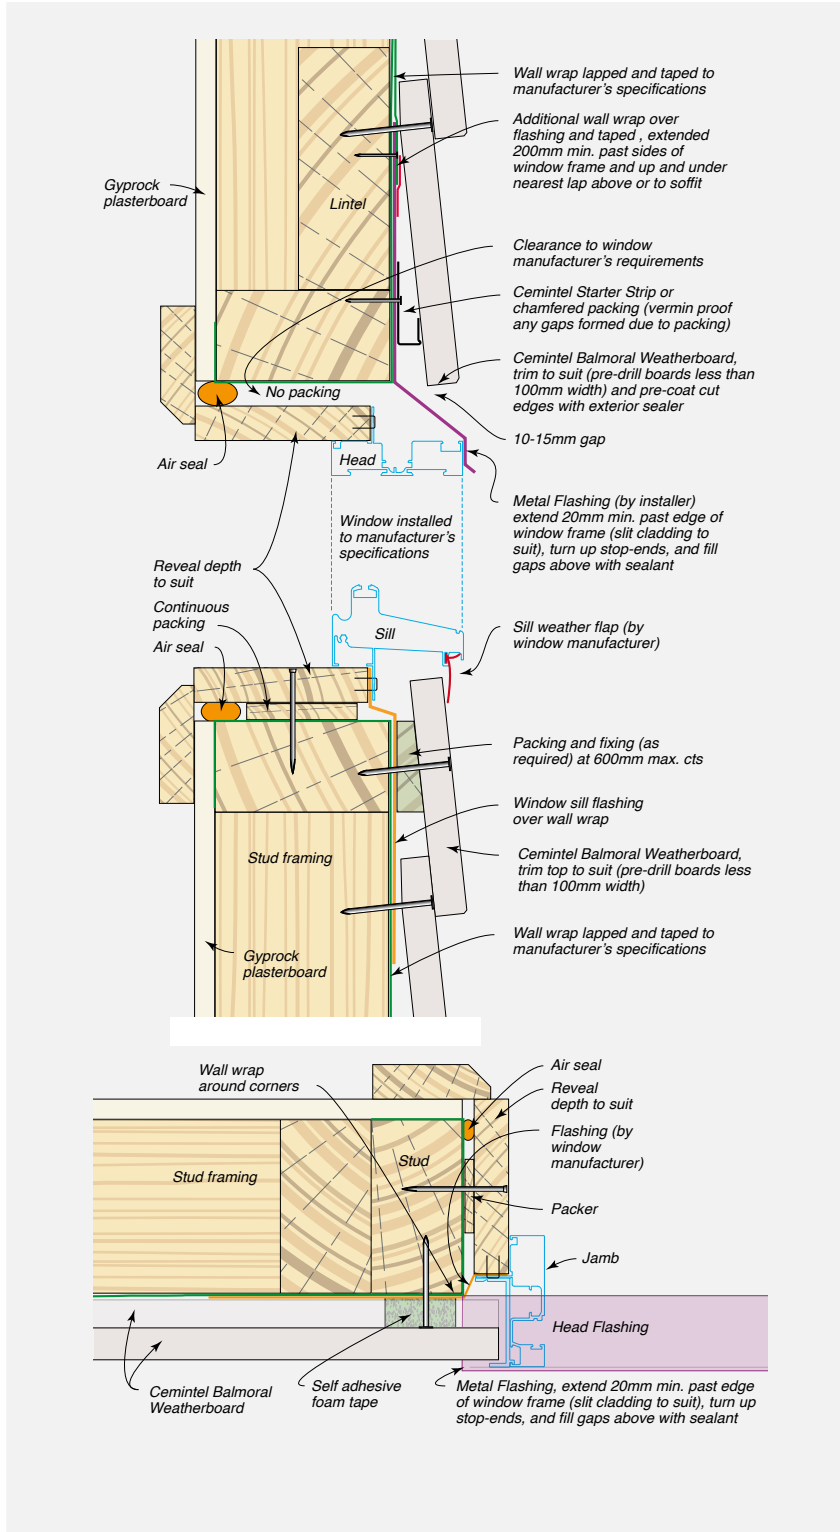 Wall wrap lapped and taped to
manufacturer's specifications
Additional wall wrap over
flashing and taped , extended
200mm min. past sides of
window frame and up and under
nearest lap above or to soffit
Gyprock
plasterboard
Lintel
Clearance to window
manufacturer's requirements
Cemintel Starter Strip or
chamfered packing (vermin proof
any gaps formed due to packing)
Cemintel Balmoral Weatherboard,
trim to suit (pre-drill boards less than
100mm width) and pre-coat cut
edges with exterior sealer
No packing
10-15mm gap
Air seal
Head
Metal Flashing (by installer)
extend 20mm min. past edge of
window frame (slit cladding to
suit), turn up stop-ends, and fill
gaps above with sealant
Window installed
to manufacturer's
specifications
Reveal depth
to suit
Continuous
packing
Air seal
Sill
Sill weather flap (by
window manufacturer)
Packing and fixing (as
required) at 600mm max. cts
Window sill flashing
over wall wrap
Stud framing
Cemintel Balmoral Weatherboard,
trim top to suit (pre-drill boards less
than 100mm width)
Wall wrap lapped and taped to
manufacturer's specifications
Gyprock
plasterboard
Wall wrap
around corners
Air seal
Reveal
depth to suit
Flashing (by
window
manufacturer)
Stud
Stud framing
Packer
Jamb
Head Flashing
Cemintel Balmoral
Weatherboard
Self adhesive
foam tape
Metal Flashing, extend 20mm min. past edge
of window frame (slit cladding to suit), turn up
stop-ends, and fill gaps above with sealant